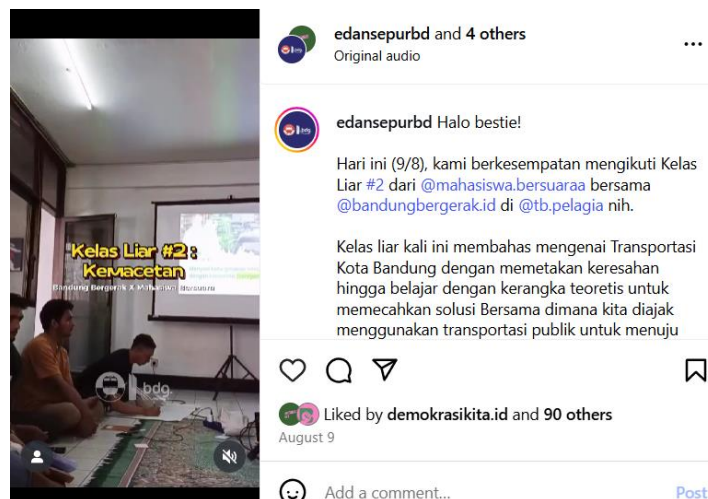 Kelas Liar #2 :
Kemacetan
Bandung Bergerak X Mahasiswa Bersuara
bdg.
edansepurbd and 4 others
Original audio
edansepurbd Halo bestie!
Hari ini (9/8), kami berkesempatan mengikuti Kelas
Liar #2 dari @mahasiswa.bersuaraa bersama
@bandungbergerak.id di @tb.pelagia nih.
Kelas liar kali ini membahas mengenai Transportasi
Kota Bandung dengan memetakan keresahan
hingga belajar dengan kerangka teoretis untuk
memecahkan solusi Bersama dimana kita diajak
menggunakan transportasi publik untuk menuju
Liked by demokrasikita.id and 90 others
August 9
Add a comment...
Post